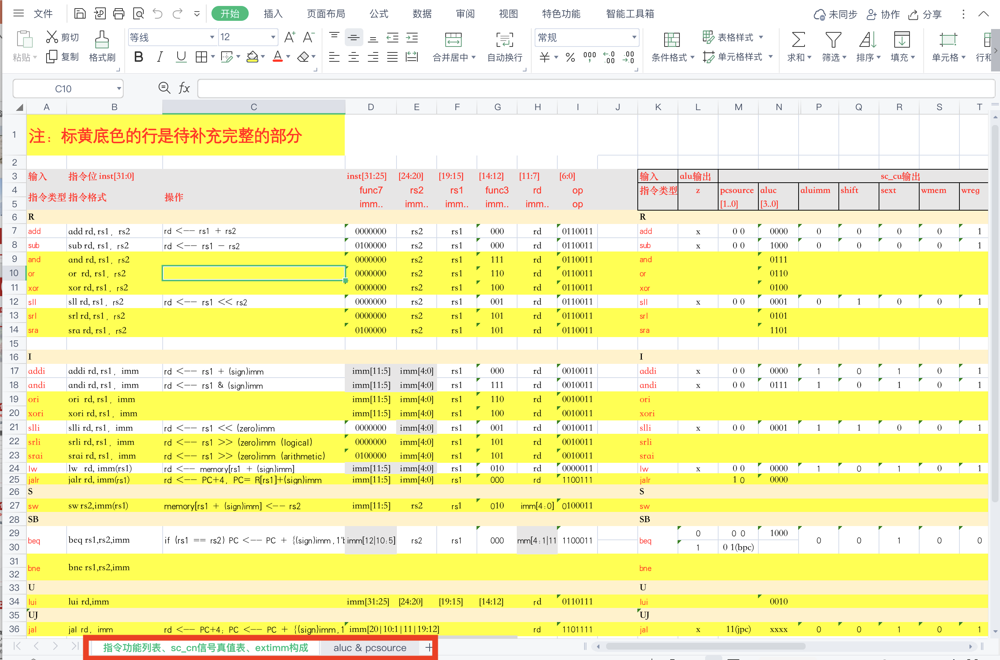 文件 开始 插入 页面布局 公式 数据 审阅 视图 特色功能 智能工具箱 未同步 协作 分享
粘贴 剪切 复制 格式刷 等线 12 A+ A- 合并居中 自动换行 常规 条件格式 表格样式 单元格样式 求和 筛选 排序 填充 单元格 行和
B I U A ¥ % 000 ←.0 .00 .00 →.0
C10 fx
A B C D E F G H I J K L M N P Q R S T
1 注：标黄底色的行是待补充完整的部分
2
3 输入 指令位 inst[31:0] inst[31:25] [24:20] [19:15] [14:12] [11:7] [6:0] 输入 alu输出 sc_cu输出
4 指令类型 指令格式 操作 func7 rs2 rs1 func3 rd op 指令类型 z pcsource aluc aluimm shift sext wmem wreg
5 imm.. imm.. imm.. imm.. imm.. op [1..0] [3..0]
6 R R
7 add add rd, rs1, rs2 rd <-- rs1 + rs2 0000000 rs2 rs1 000 rd 0110011 add x 0 0 0000 0 0 0 0 1
8 sub sub rd, rs1, rs2 rd <-- rs1 - rs2 0100000 rs2 rs1 000 rd 0110011 sub x 0 0 1000 0 0 0 0 1
9 and and rd, rs1, rs2 0000000 rs2 rs1 111 rd 0110011 and 0111
10 or or rd, rs1, rs2 0000000 rs2 rs1 110 rd 0110011 or 0110
11 xor xor rd, rs1, rs2 0000000 rs2 rs1 100 rd 0110011 xor 0100
12 sll sll rd, rs1, rs2 rd <-- rs1 << rs2 0000000 rs2 rs1 001 rd 0110011 sll x 0 0 0001 0 1 0 0 1
13 srl srl rd, rs1, rs2 0000000 rs2 rs1 101 rd 0110011 srl 0101
14 sra sra rd, rs1, rs2 0100000 rs2 rs1 101 rd 0110011 sra 1101
15
16 I I
17 addi addi rd, rs1, imm rd <-- rs1 + (sign)imm imm[11:5] imm[4:0] rs1 000 rd 0010011 addi x 0 0 0000 1 0 1 0 1
18 andi andi rd, rs1, imm rd <-- rs1 & (sign)imm imm[11:5] imm[4:0] rs1 111 rd 0010011 andi x 0 0 0111 1 0 1 0 1
19 ori ori rd, rs1, imm imm[11:5] imm[4:0] rs1 110 rd 0010011 ori
20 xori xori rd, rs1, imm imm[11:5] imm[4:0] rs1 100 rd 0010011 xori
21 slli slli rd, rs1, imm rd <-- rs1 << (zero)imm 0000000 imm[4:0] rs1 001 rd 0010011 slli x 0 0 0001 1 1 0 0 1
22 srli srli rd, rs1, imm rd <-- rs1 >> (zero)imm (logical) 0000000 imm[4:0] rs1 101 rd 0010011 srli
23 srai srai rd, rs1, imm rd <-- rs1 >> (zero)imm (arithmetic) 0100000 imm[4:0] rs1 101 rd 0010011 srai
24 lw lw rd, imm(rs1) rd <-- memory[rs1 + (sign)imm] imm[11:5] imm[4:0] rs1 010 rd 0000011 lw x 0 0 0000 1 0 1 0 1
25 jalr jalr rd, imm(rs1) rd <-- PC+4, PC= R[rs1]+(sign)imm imm[11:5] imm[4:0] rs1 000 rd 1100111 jalr 1 0 0000
26 S S
27 sw sw rs2,imm(rs1) memory[rs1 + (sign)imm] <-- rs2 imm[11:5] rs2 rs1 010 imm[4:0] 0100011 sw
28 SB SB
29 beq beq rs1,rs2,imm if (rs1 == rs2) PC <-- PC + {(sign)imm,1'b imm[12|10:5] rs2 rs1 000 mm[4:1|11 1100011 beq 0 0 0 1000 0 0 1 0 0
30 1 0 1(bpc)
31 bne bne rs1,rs2,imm bne
32
33 U U
34 lui lui rd,imm imm[31:25] [24:20] [19:15] [14:12] rd 0110111 lui 0010
35 UJ UJ
36 jal jal rd, imm rd <-- PC+4; PC <-- PC + {(sign)imm,1 imm[20|10:1|11|19:12] rd 1101111 jal x 11(jpc) xxxx 0 0 1 0 1
指令功能列表、sc_cn信号真值表、extimm构成 aluc & pcsource +